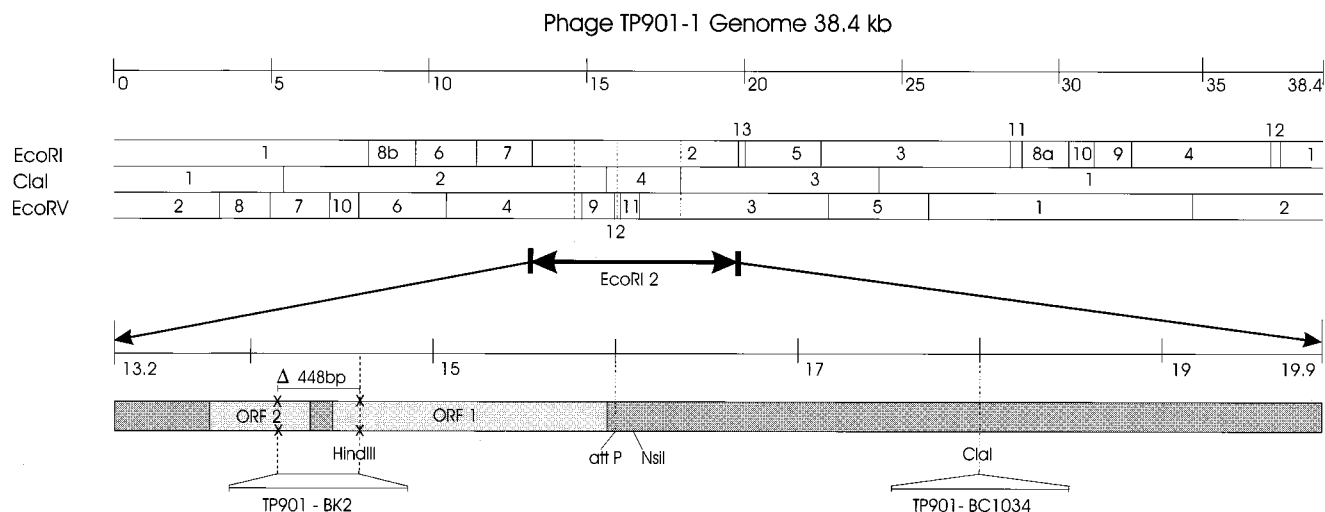 Phage TP901-1 Genome 38.4 kb
0 5 10 15 20 25 30 35 38.4
13 11 12
EcoRI 1 8b 6 7 2 5 3 8a 10 9 4 1
ClaI 1 2 4 3 1
EcoRV 2 8 7 10 6 4 9 11 3 5 1 2
12
EcoRI 2
13.2 15 17 19 19.9
Δ 448bp
ORF 2 ORF 1
HindIII att P NsiI ClaI
TP901 - BK2 TP901- BC1034